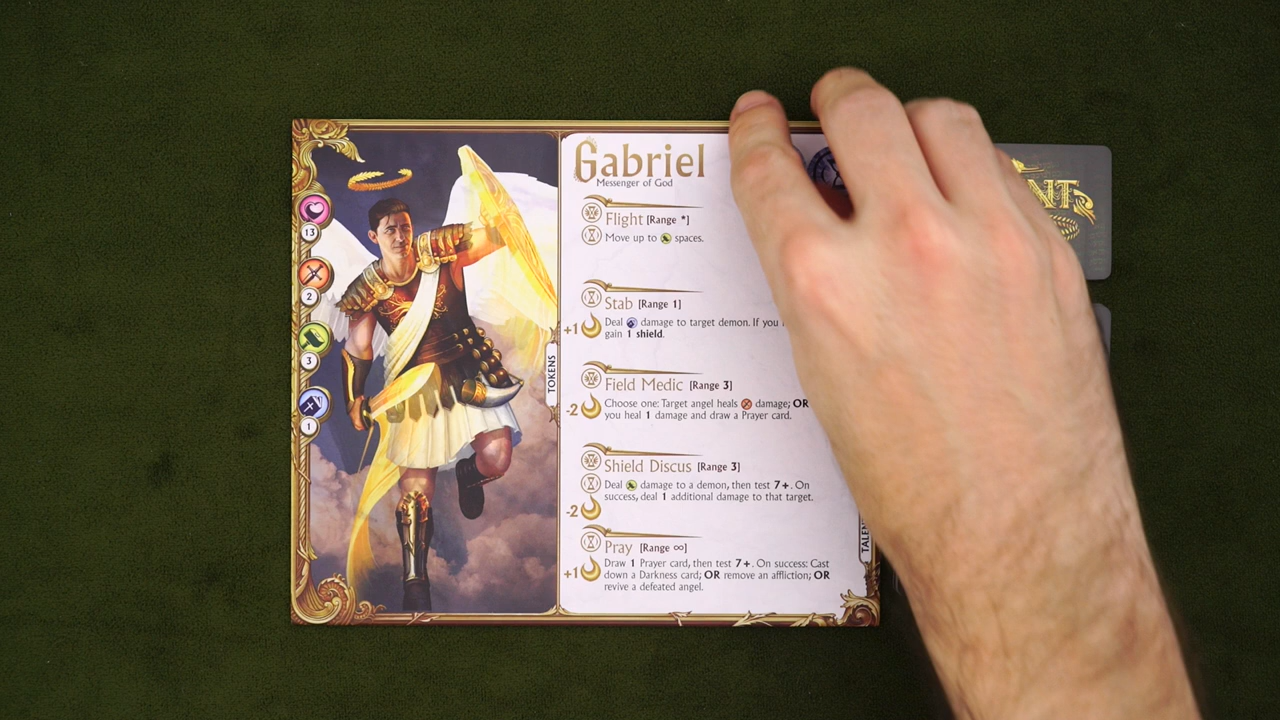 Gabriel
Messenger of God
13
2
3
1
TOKENS
Flight [Range *]
Move up to spaces.
Stab [Range 1]
+1
Deal damage to target demon. If you
gain 1 shield.
Field Medic [Range 3]
-2
Choose one: Target angel heals damage; OR
you heal 1 damage and draw a Prayer card.
Shield Discus [Range 3]
Deal damage to a demon, then test 7+. On
success, deal 1 additional damage to that target.
-2
Pray [Range ∞]
+1
Draw 1 Prayer card, then test 7+. On success: Cast
down a Darkness card; OR remove an affliction; OR
revive a defeated angel.